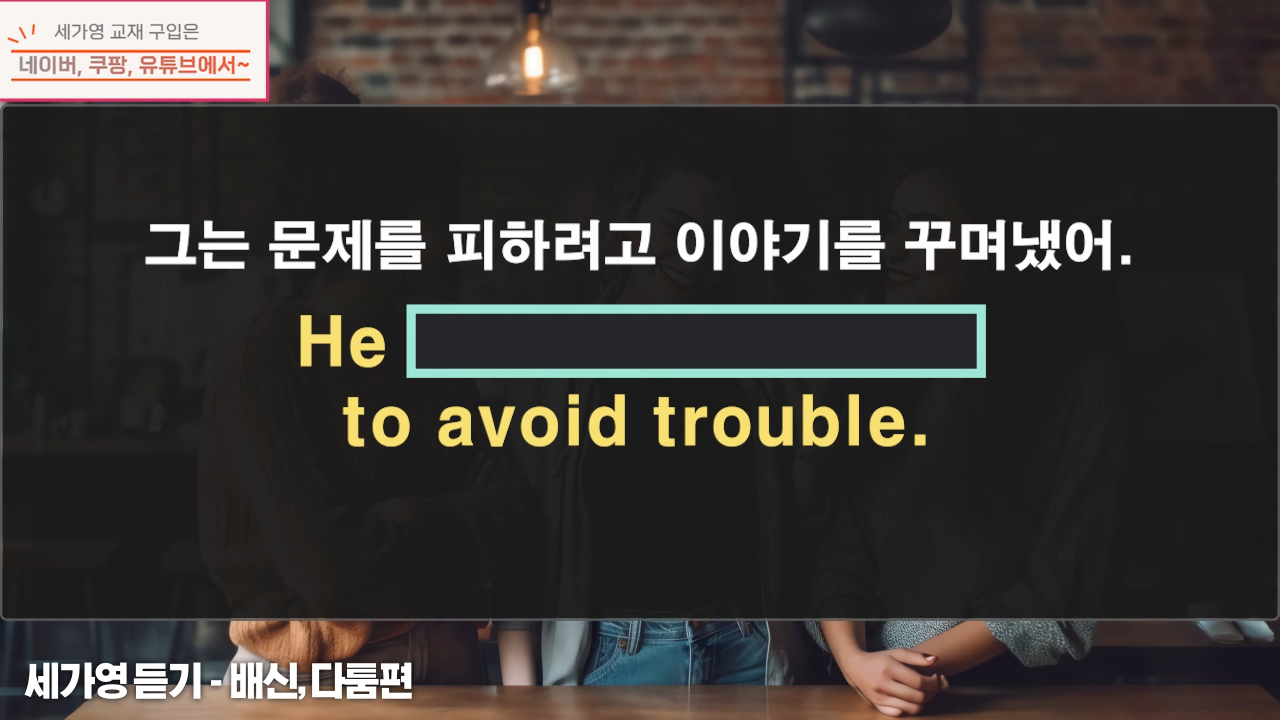 세가영 교재 구입은
네이버, 쿠팡, 유튜브에서~
그는 문제를 피하려고 이야기를 꾸며냈어.
He
to avoid trouble.
세가영 듣기 - 배신, 다툼편